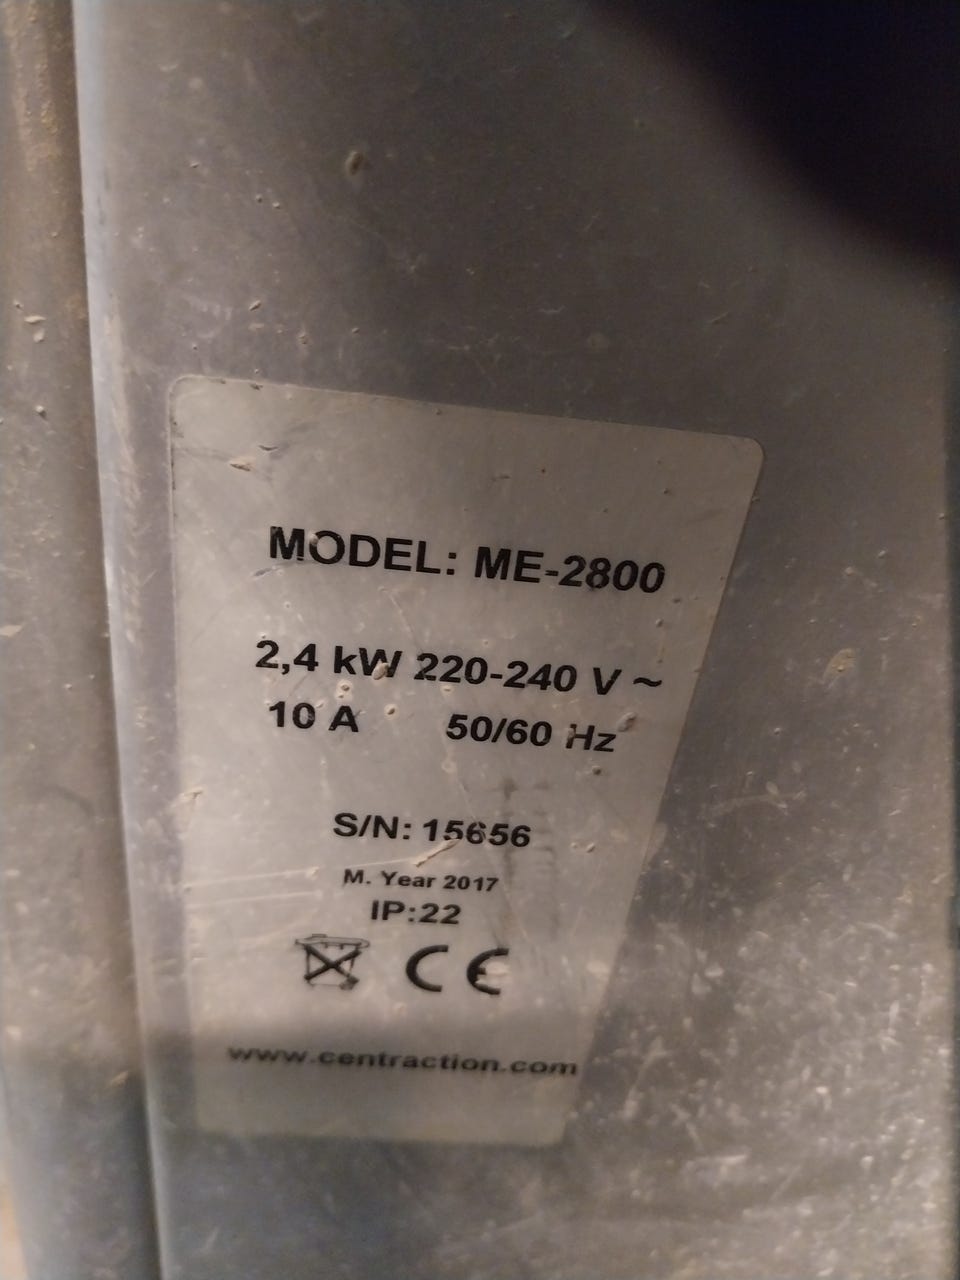 MODEL: ME-2800
2,4 kW 220-240 V ~
10 A 50/60 Hz
S/N: 15656
M. Year 2017
IP:22
CE
www.centraction.com